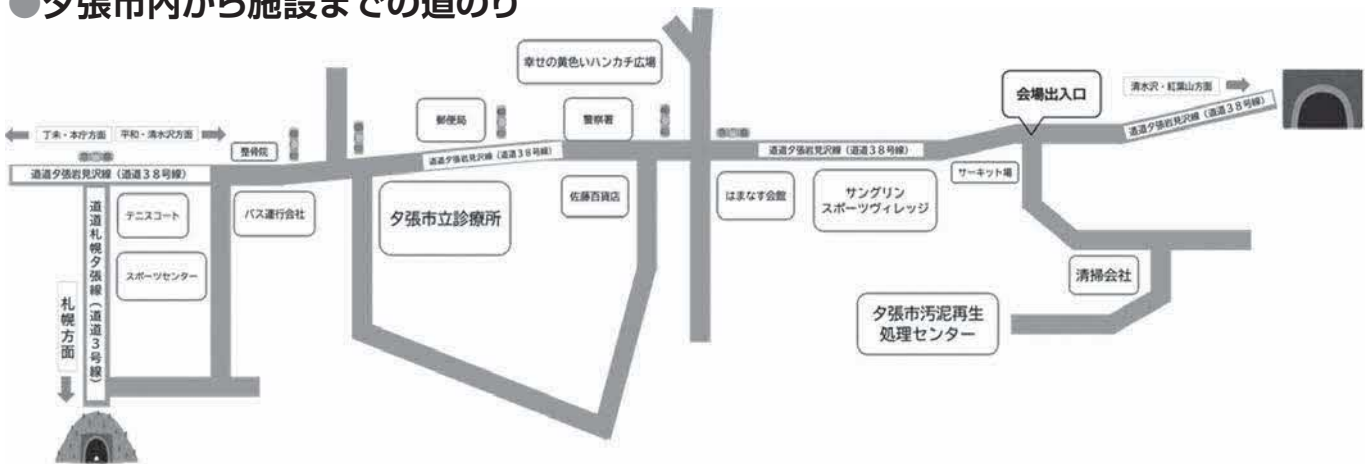 ●夕張市内から施設までの道のり
幸せの黄色いハンカチ広場
会場出入口
清水沢・紅葉山方面
丁未・本庁方面
平和・清水沢方面
整骨院
郵便局
警察署
道道夕張岩見沢線（道道38号線）
道道夕張岩見沢線（道道38号線）
道道夕張岩見沢線（道道38号線）
道道夕張岩見沢線（道道38号線）
サーキット場
テニスコート
バス運行会社
夕張市立診療所
佐藤百貨店
はまなす会館
サングリン
スポーツヴィレッジ
道道札幌夕張線（道道3号線）
スポーツセンター
札幌方面
清掃会社
夕張市汚泥再生
処理センター